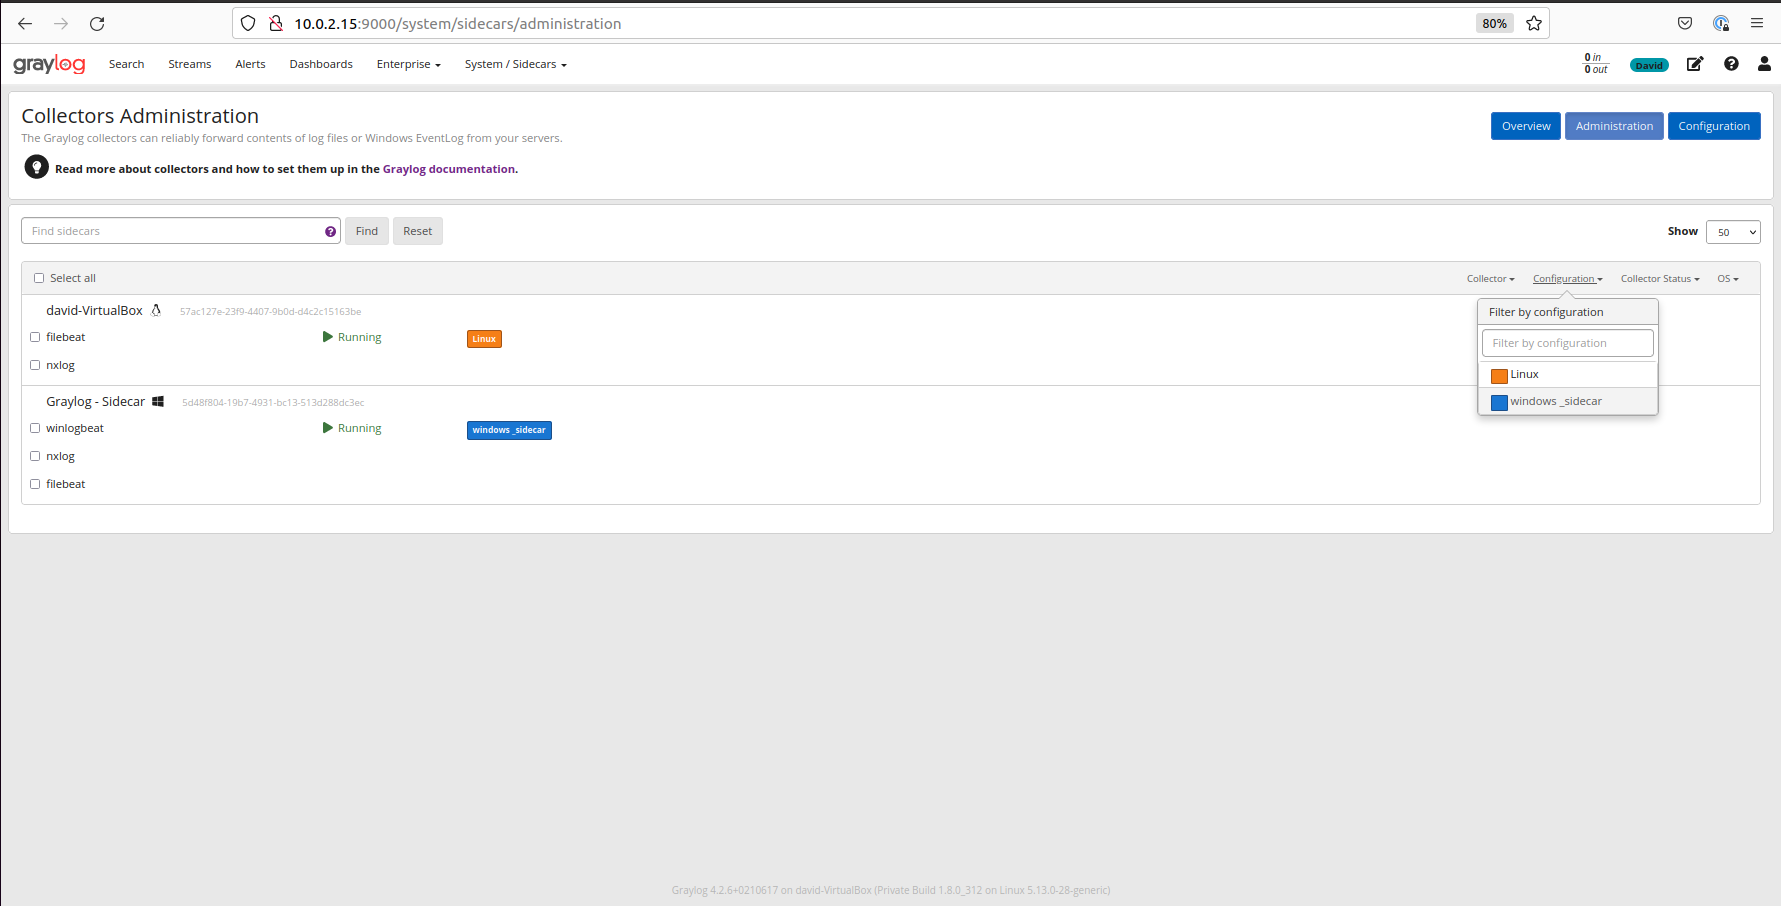 10.0.2.15:9000/system/sidecars/administration 80%
graylog Search Streams Alerts Dashboards Enterprise System / Sidecars 0 in 0 out David
Collectors Administration
The Graylog collectors can reliably forward contents of log files or Windows EventLog from your servers.
Overview Administration Configuration
Read more about collectors and how to set them up in the Graylog documentation.
Find sidecars Find Reset Show 50
Select all Collector Configuration Collector Status OS
david-VirtualBox 57ac127e-23f9-4407-9b0d-d4c2c15163be
filebeat Running Linux
nxlog
Graylog - Sidecar 5d48f804-19b7-4931-bc13-513d288dc3ec
winlogbeat Running windows _sidecar
nxlog
filebeat
Filter by configuration
Filter by configuration
Linux
windows _sidecar
Graylog 4.2.6+0210617 on david-VirtualBox (Private Build 1.8.0_312 on Linux 5.13.0-28-generic)